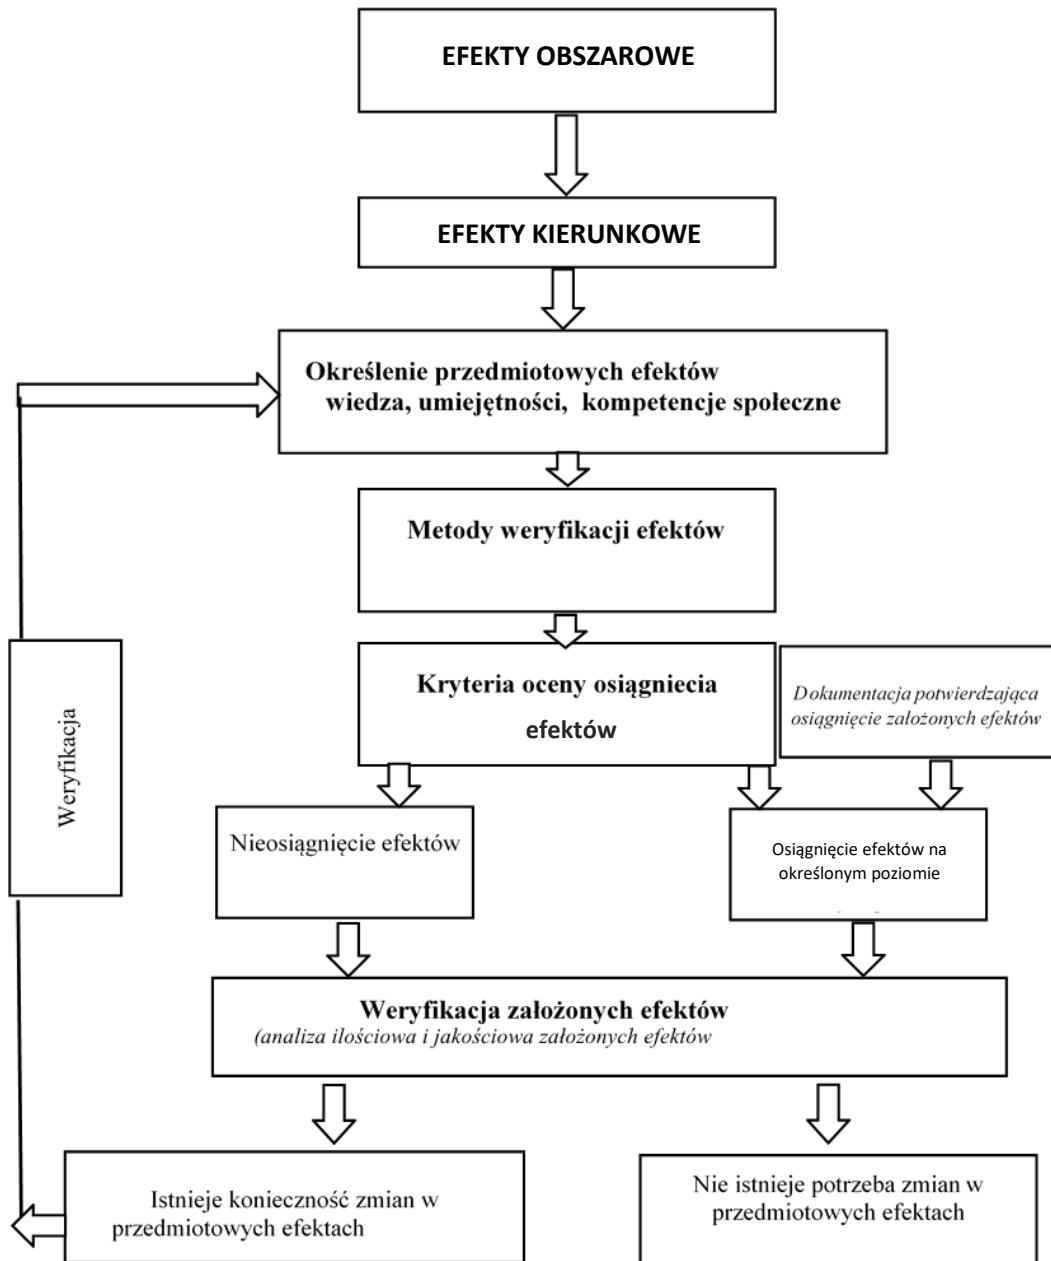 EFEKTY OBSZAROWE
EFEKTY KIERUNKOWE
Określenie przedmiotowych efektów
wiedza, umiejętności, kompetencje społeczne
Metody weryfikacji efektów
Kryteria oceny osiągniecia
efektów
Dokumentacja potwierdzająca
osiągnięcie założonych efektów
Weryfikacja
Nieosiągnięcie efektów
Osiągnięcie efektów na
określonym poziomie
Weryfikacja założonych efektów
(analiza ilościowa i jakościowa założonych efektów
Istnieje konieczność zmian w
przedmiotowych efektach
Nie istnieje potrzeba zmian w
przedmiotowych efektach